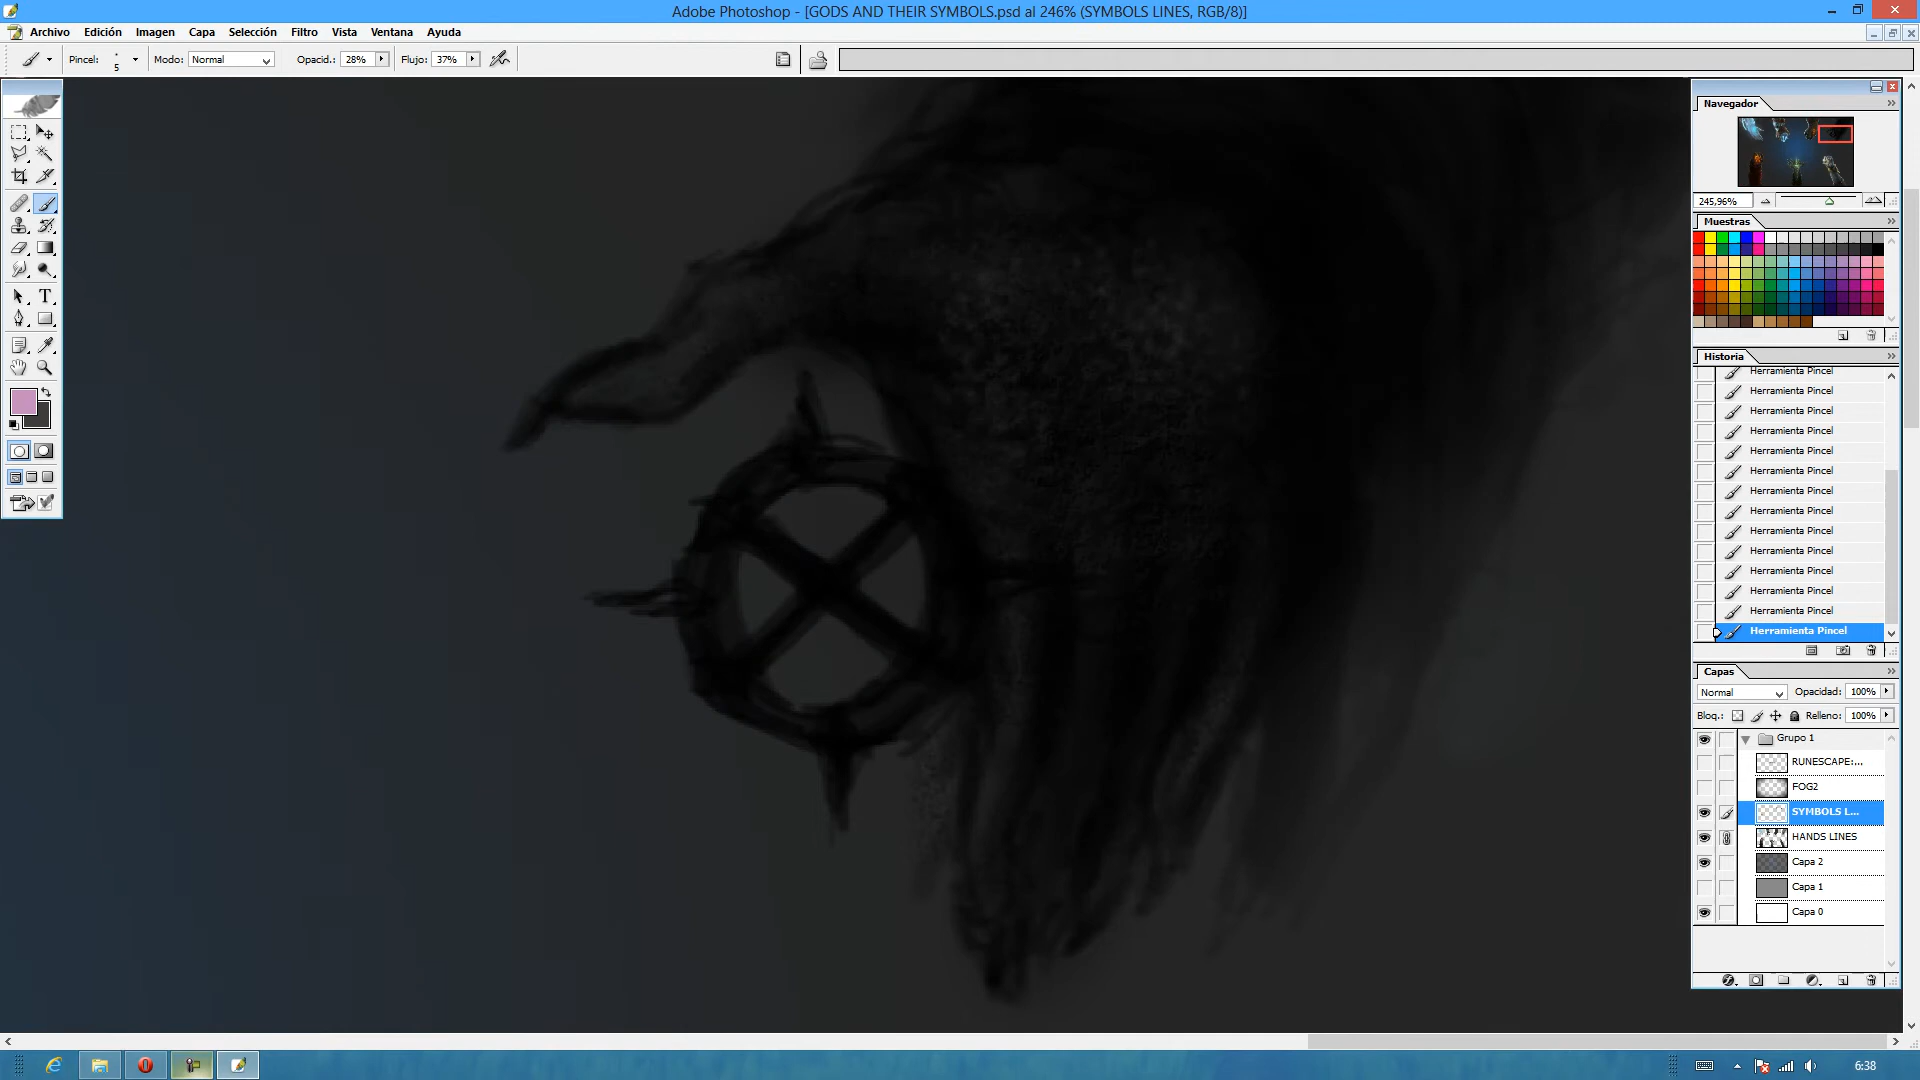 Adobe Photoshop - [GODS AND THEIR SYMBOLS.psd al 246% (SYMBOLS LINES, RGB/8)]
Archivo Edición Imagen Capa Selección Filtro Vista Ventana Ayuda
Pincel: 5 Modo: Normal Opacid.: 28% Flujo: 37%
Navegador
245,96%
Muestras
Historia
Herramienta Pincel
Herramienta Pincel
Herramienta Pincel
Herramienta Pincel
Herramienta Pincel
Herramienta Pincel
Herramienta Pincel
Herramienta Pincel
Herramienta Pincel
Herramienta Pincel
Herramienta Pincel
Herramienta Pincel
Herramienta Pincel
Herramienta Pincel
Capas
Normal Opacidad: 100%
Bloq.: Relleno: 100%
Grupo 1
RUNESCAPE:...
FOG2
SYMBOLS L...
HANDS LINES
Capa 2
Capa 1
Capa 0
6:38